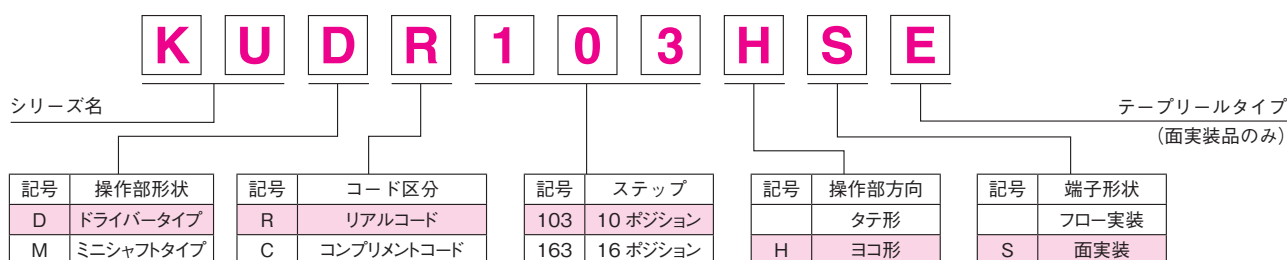 K U D R 1 0 3 H S E
シリーズ名
テープリールタイプ
(面実装品のみ)
記号 操作部形状
D ドライバータイプ
M ミニシャフトタイプ
記号 コード区分
R リアルコード
C コンプリメントコード
記号 ステップ
103 10 ポジション
163 16 ポジション
記号 操作部方向
タテ形
H ヨコ形
記号 端子形状
フロー実装
S 面実装